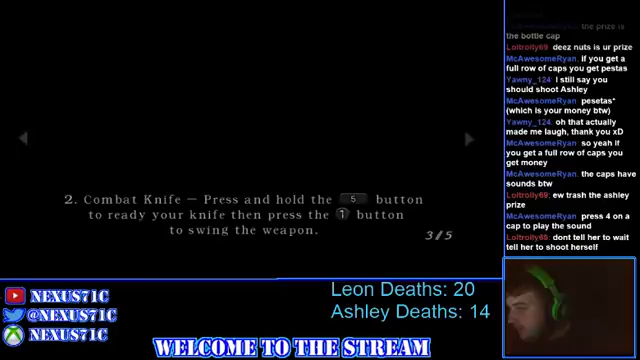 2. Combat Knife — Press and hold the 5 button
to ready your knife then press the 1 button
to swing the weapon.
3/5
the prize is
the bottle cap
Loltrolly69: deez nuts is ur prize
McAwesomeRyan: if you get a
full row of caps you get pestas
Yawny_124: I still say you
should shoot Ashley
McAwesomeRyan: pesetas*
(which is your money btw)
Yawny_124: oh that actually
made me laugh, thank you xD
McAwesomeRyan: so yeah if
you get a full row of caps you
get money
McAwesomeRyan: the caps have
sounds btw
Loltrolly69: ew trash the ashley
prize
McAwesomeRyan: press 4 on a
cap to play the sound
Loltrolly69: dont tell her to wait
tell her to shoot herself
NEXUS71C
@NEXUS71C
NEXUS71C
Leon Deaths: 20
Ashley Deaths: 14
WELCOME TO THE STREAM